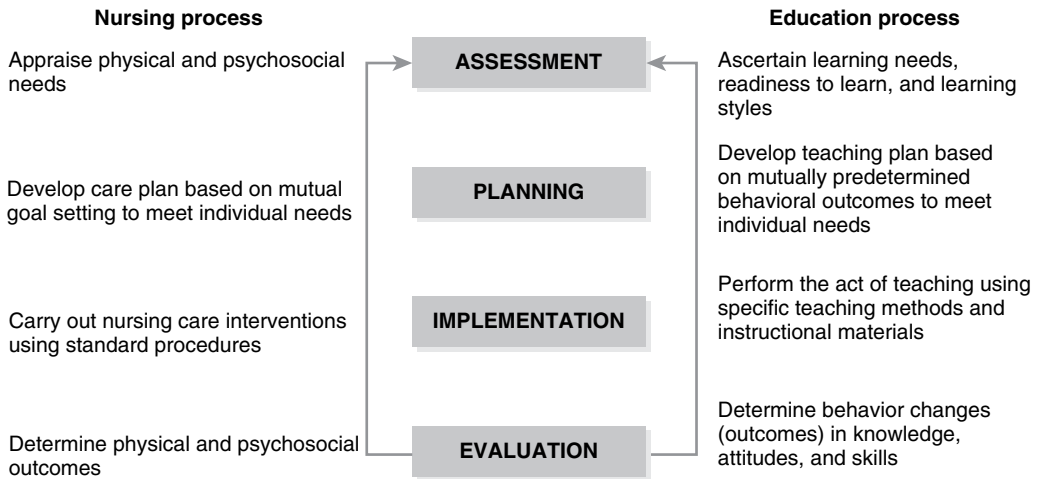 Nursing process
Education process
Appraise physical and psychosocial
needs
ASSESSMENT
Ascertain learning needs,
readiness to learn, and learning
styles
Develop care plan based on mutual
goal setting to meet individual needs
PLANNING
Develop teaching plan based
on mutually predetermined
behavioral outcomes to meet
individual needs
Carry out nursing care interventions
using standard procedures
IMPLEMENTATION
Perform the act of teaching using
specific teaching methods and
instructional materials
Determine physical and psychosocial
outcomes
EVALUATION
Determine behavior changes
(outcomes) in knowledge,
attitudes, and skills